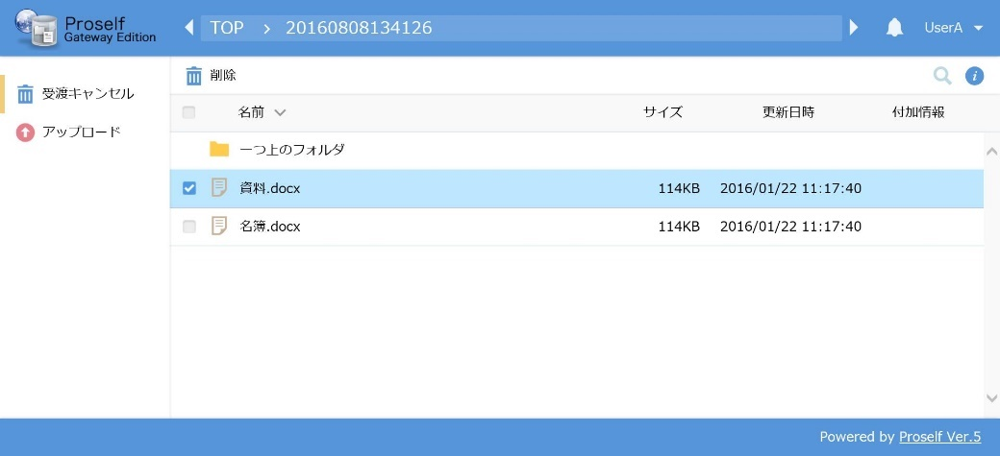 Proself
Gateway Edition
TOP > 20160808134126
UserA
受渡キャンセル
アップロード
削除
名前 サイズ 更新日時 付加情報
一つ上のフォルダ
資料.docx 114KB 2016/01/22 11:17:40
名簿.docx 114KB 2016/01/22 11:17:40
Powered by Proself Ver.5